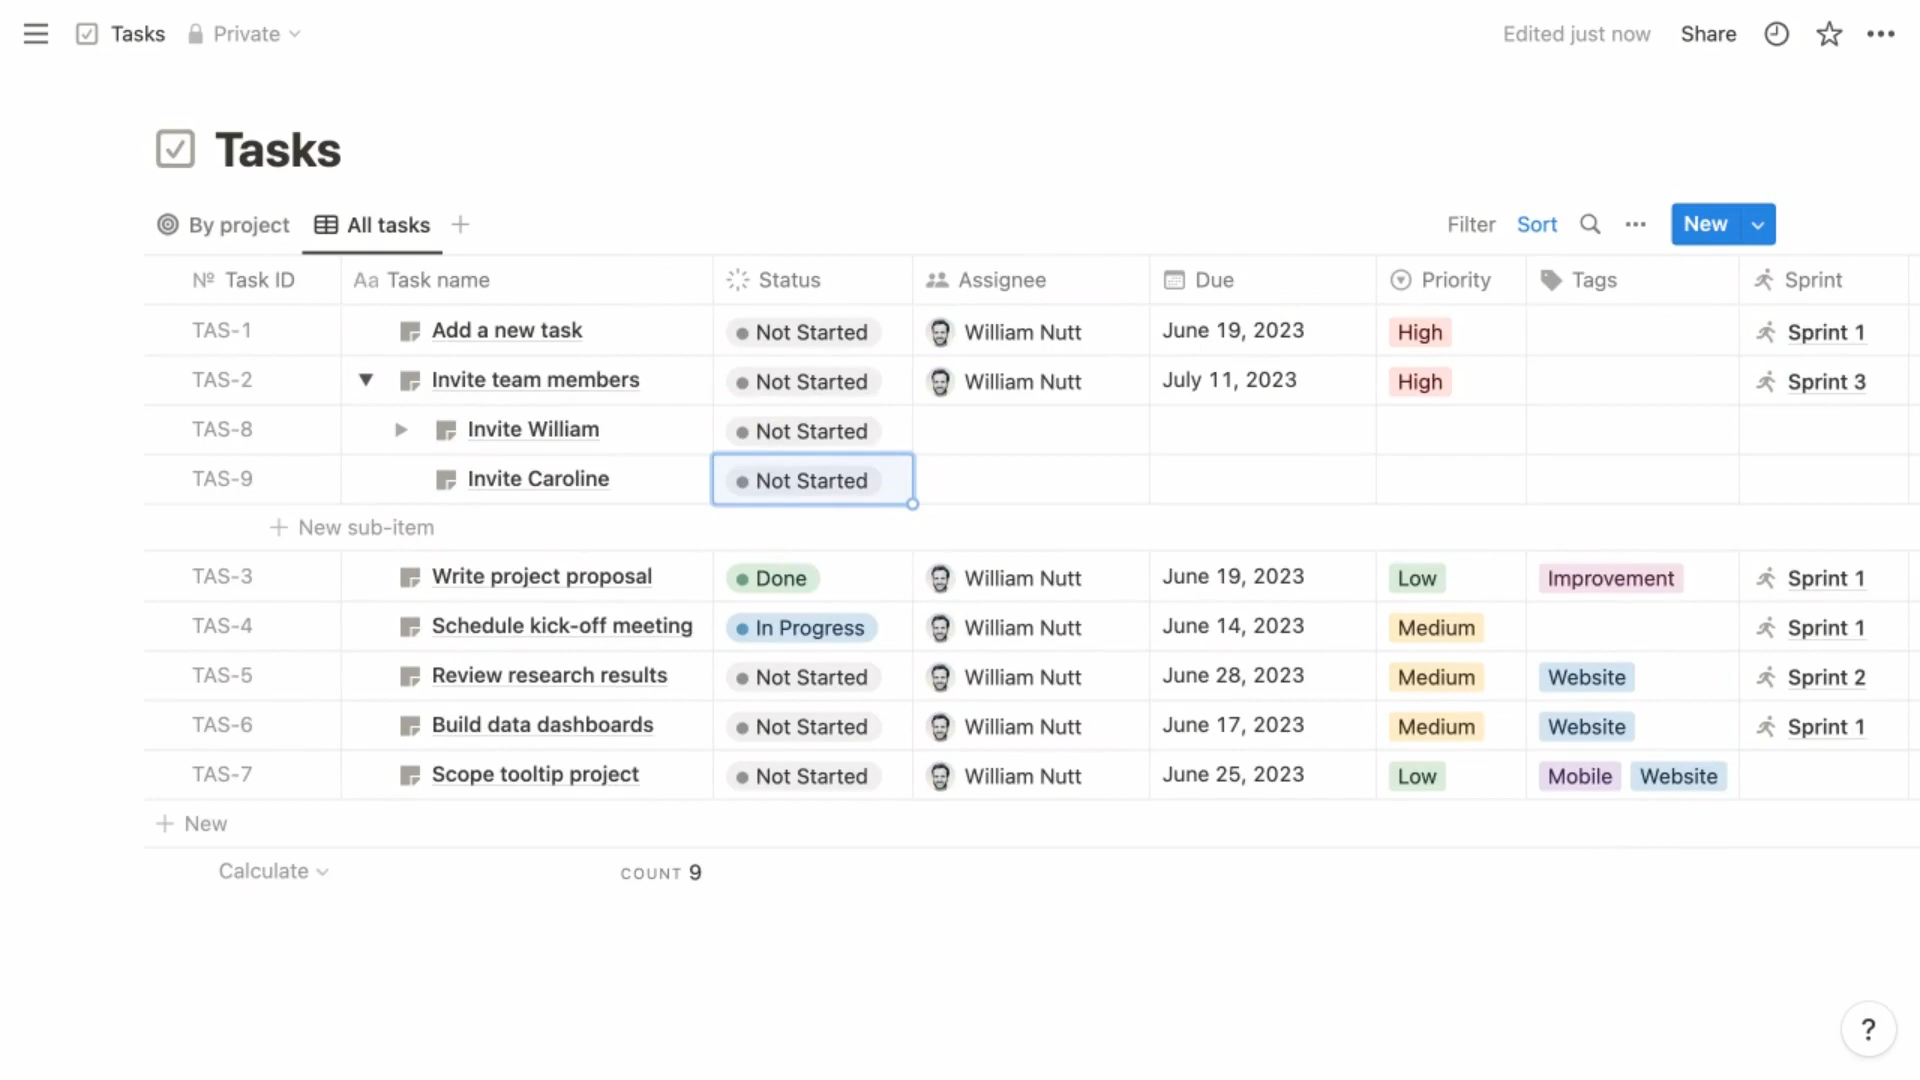 Tasks Private Edited just now Share
Tasks
By project All tasks Filter Sort New
Nº Task ID Aa Task name Status Assignee Due Priority Tags Sprint
TAS-1 Add a new task Not Started William Nutt June 19, 2023 High Sprint 1
TAS-2 Invite team members Not Started William Nutt July 11, 2023 High Sprint 3
TAS-8 Invite William Not Started
TAS-9 Invite Caroline Not Started
New sub-item
TAS-3 Write project proposal Done William Nutt June 19, 2023 Low Improvement Sprint 1
TAS-4 Schedule kick-off meeting In Progress William Nutt June 14, 2023 Medium Sprint 1
TAS-5 Review research results Not Started William Nutt June 28, 2023 Medium Website Sprint 2
TAS-6 Build data dashboards Not Started William Nutt June 17, 2023 Medium Website Sprint 1
TAS-7 Scope tooltip project Not Started William Nutt June 25, 2023 Low Mobile Website
New
Calculate COUNT 9
?